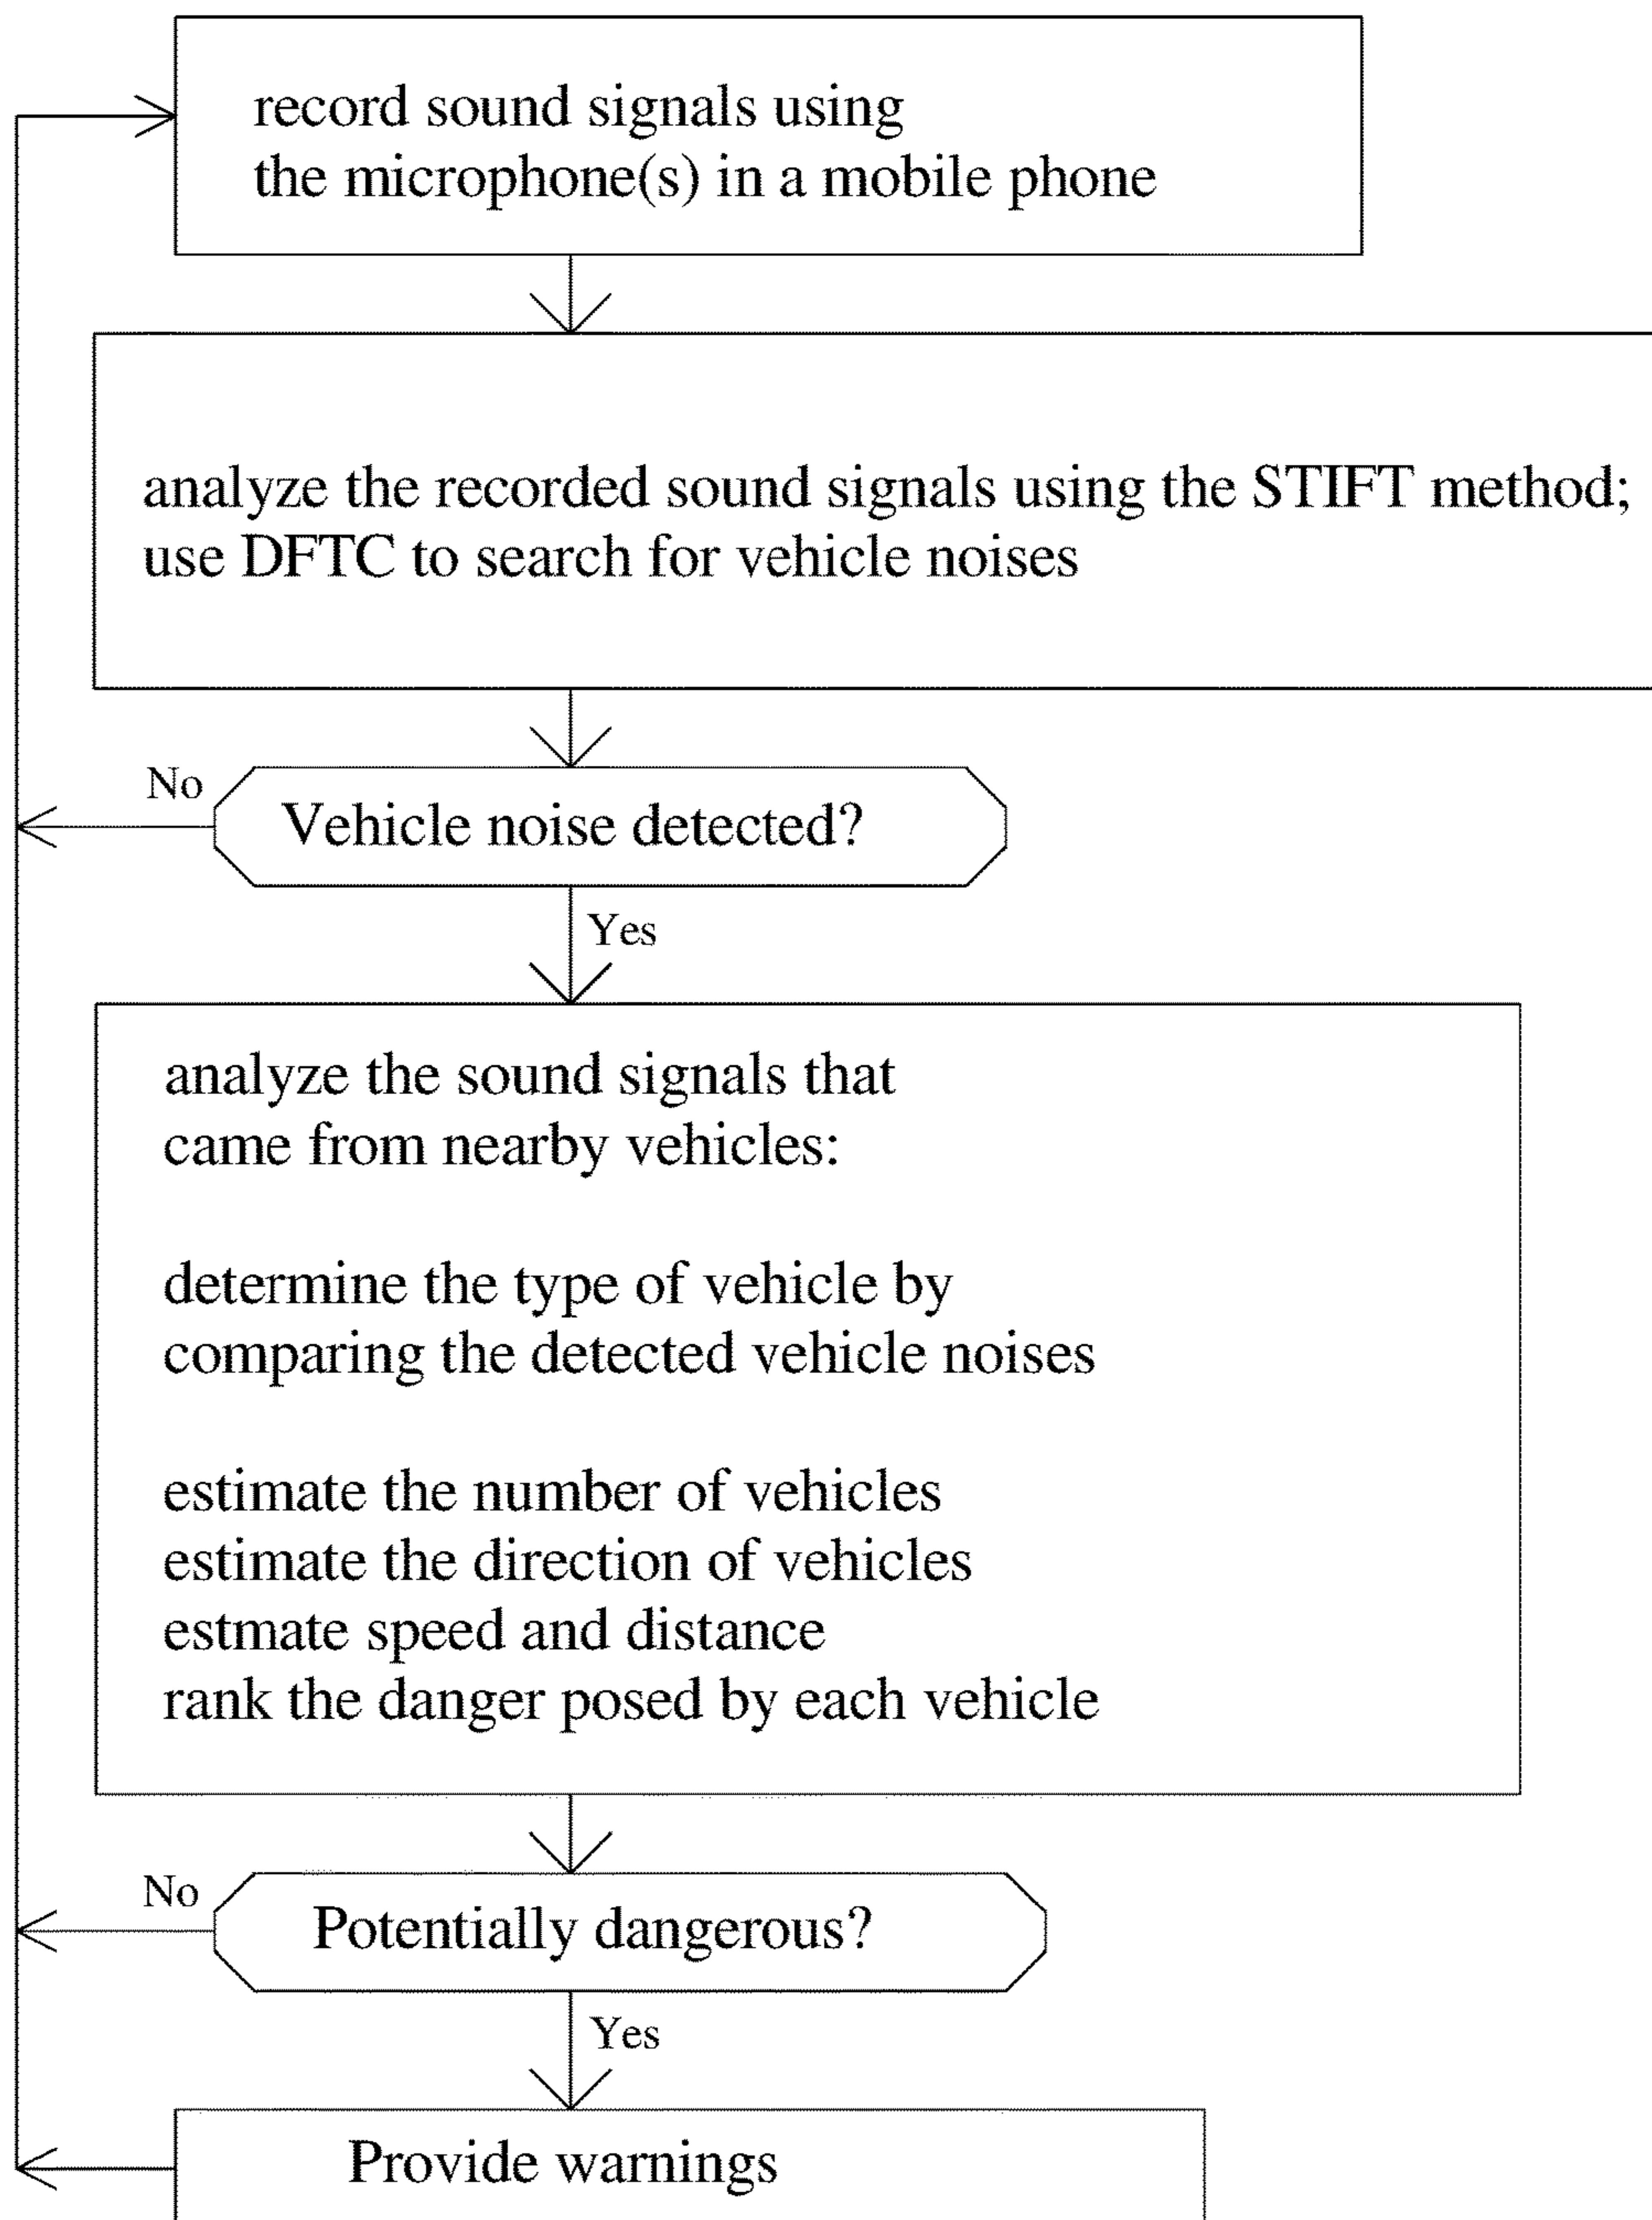 record sound signals using
the microphone(s) in a mobile phone
analyze the recorded sound signals using the STIFT method;
use DFTC to search for vehicle noises
No
Vehicle noise detected?
Yes
analyze the sound signals that
came from nearby vehicles:
determine the type of vehicle by
comparing the detected vehicle noises
estimate the number of vehicles
estimate the direction of vehicles
estmate speed and distance
rank the danger posed by each vehicle
No
Potentially dangerous?
Yes
Provide warnings